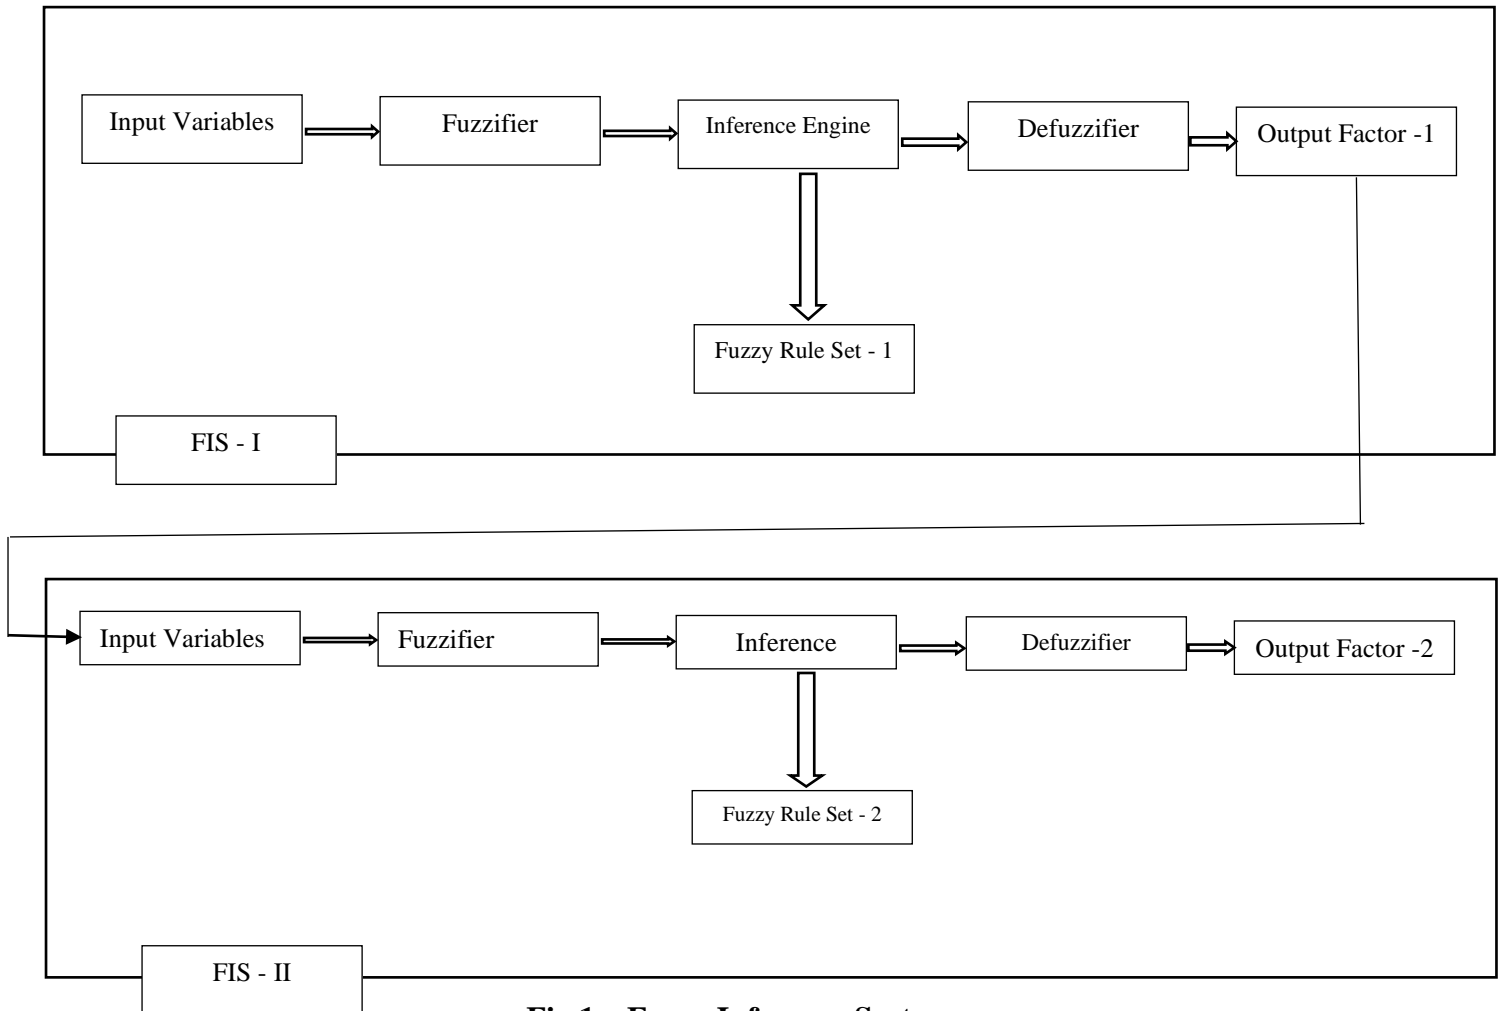 Input Variables
Fuzzifier
Inference Engine
Defuzzifier
Output Factor -1
Fuzzy Rule Set - 1
FIS - I
Input Variables
Fuzzifier
Inference
Defuzzifier
Output Factor -2
Fuzzy Rule Set - 2
FIS - II